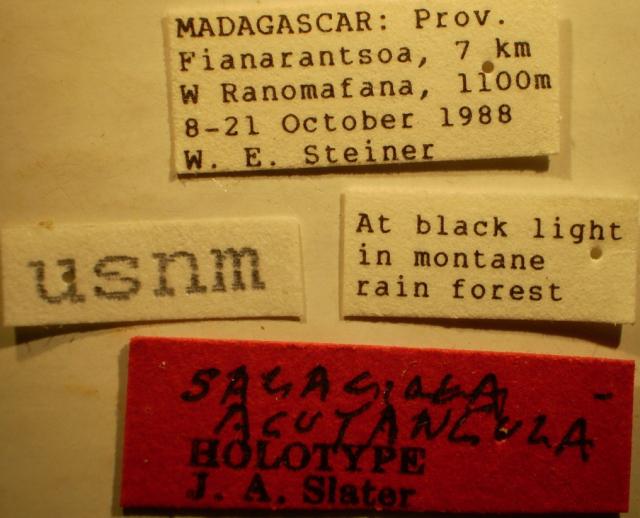 MADAGASCAR: Prov.
Fianarantsoa, 7 km
W Ranomafana, 1100m
8-21 October 1988
W. E. Steiner
At black light
in montane
rain forest
usnm
ACUTANGULA
HOLOTYPE
J. A. Slater